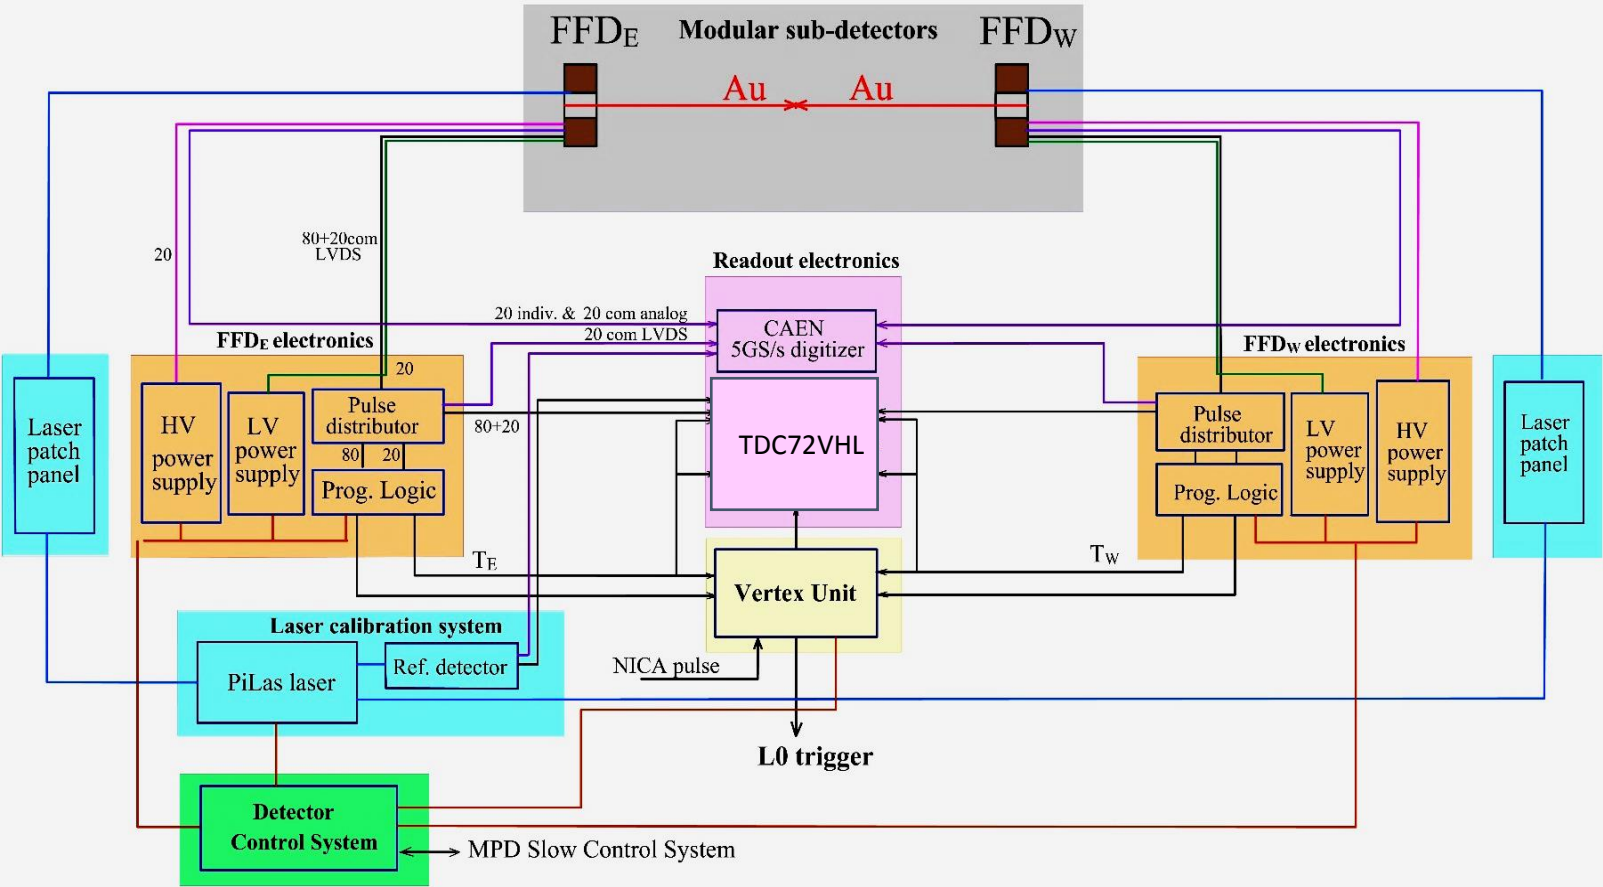 FFDE
Modular sub-detectors
FFDW
Au
Au
80+20com
LVDS
20
Readout electronics
20 indiv. & 20 com analog
20 com LVDS
CAEN
5GS/s digitizer
FFDE electronics
FFDW electronics
20
Laser
patch
panel
HV
power
supply
LV
power
supply
Pulse
distributor
80+20
80
20
Prog. Logic
TDC72VHL
Pulse
distributor
Prog. Logic
LV
power
supply
HV
power
supply
Laser
patch
panel
TE
TW
Vertex Unit
Laser calibration system
PiLas laser
Ref. detector
NICA pulse
L0 trigger
Detector
Control System
MPD Slow Control System